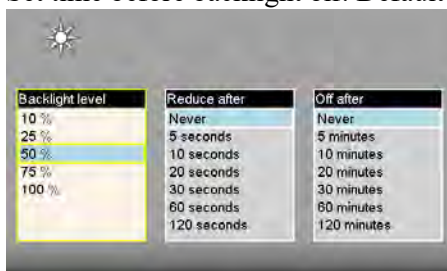 Backlight level
10 %
25 %
50 %
75 %
100 %
Reduce after
Never
5 seconds
10 seconds
20 seconds
30 seconds
60 seconds
120 seconds
Off after
Never
5 minutes
10 minutes
20 minutes
30 minutes
60 minutes
120 minutes